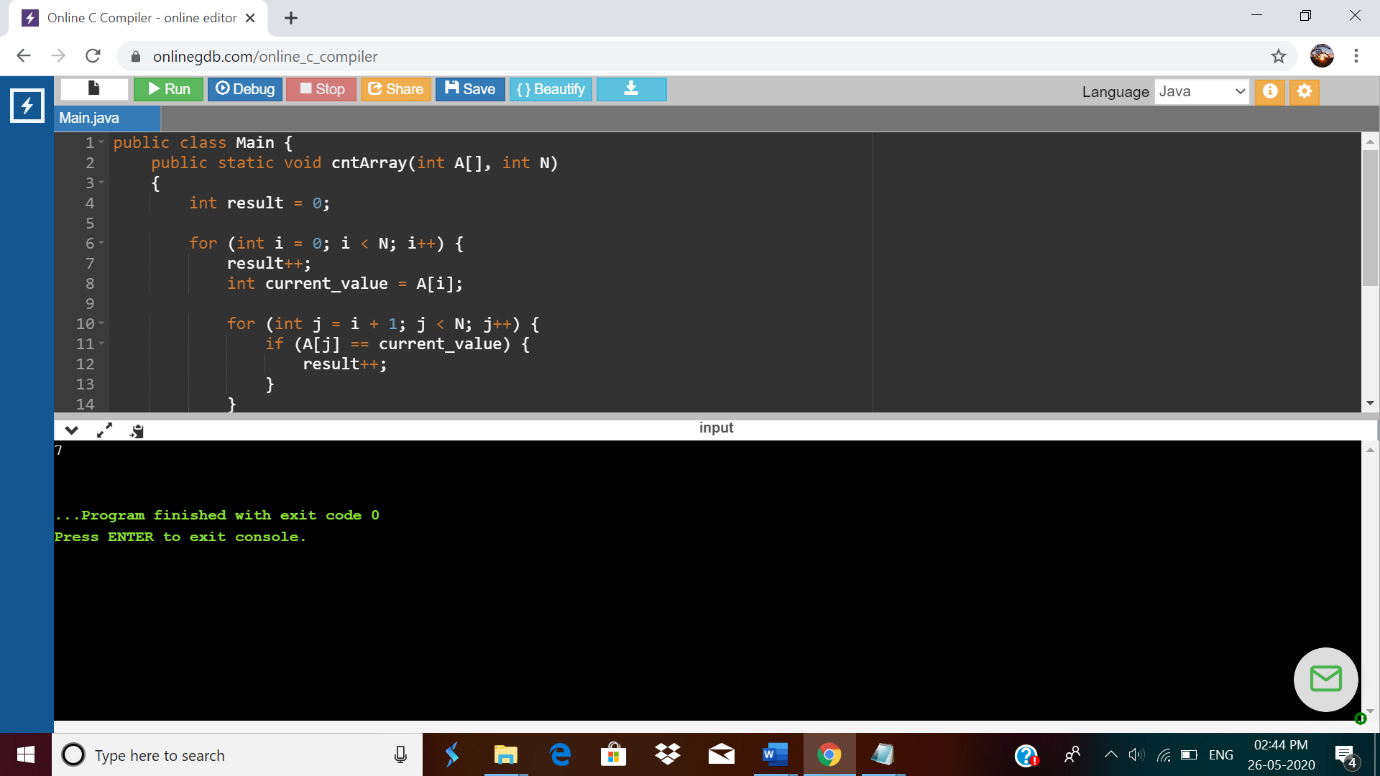 Online C Compiler - online editor
onlinegdb.com/online_c_compiler
Run Debug Stop Share Save {} Beautify
Language Java
Main.java
1 public class Main {
2 public static void cntArray(int A[], int N)
3 {
4 int result = 0;
5
6 for (int i = 0; i < N; i++) {
7 result++;
8 int current_value = A[i];
9
10 for (int j = i + 1; j < N; j++) {
11 if (A[j] == current_value) {
12 result++;
13 }
14 }
input
7
...Program finished with exit code 0
Press ENTER to exit console.
Type here to search
ENG
02:44 PM
26-05-2020
4